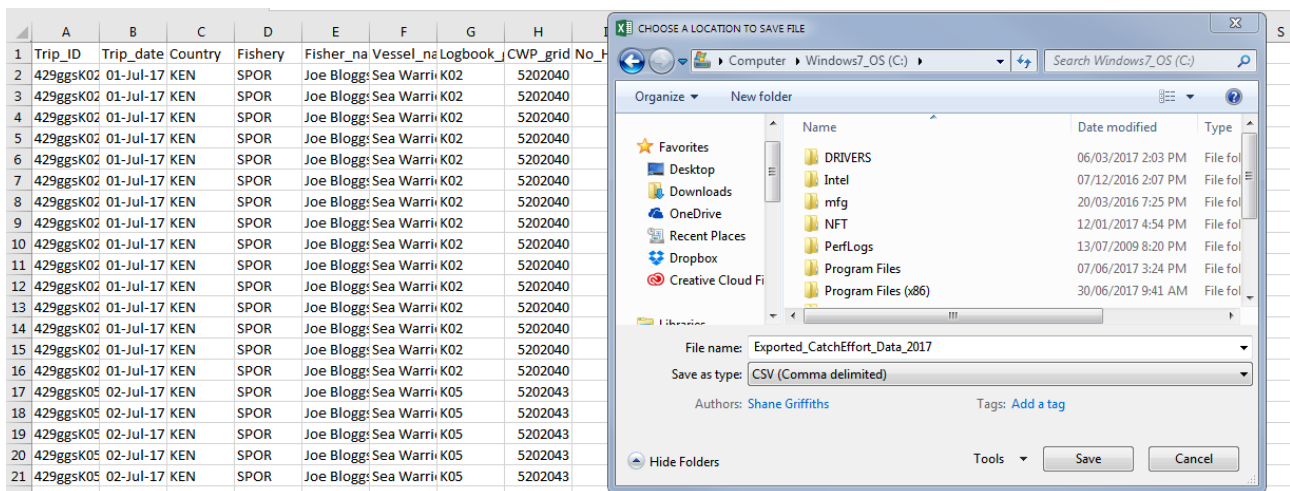 A B C D E F G H S
1 Trip_ID Trip_date Country Fishery Fisher_na Vessel_na Logbook_ CWP_grid No_H
2 429ggsK02 01-Jul-17 KEN SPOR Joe Bloggs Sea Warri K02 5202040
3 429ggsK02 01-Jul-17 KEN SPOR Joe Bloggs Sea Warri K02 5202040
4 429ggsK02 01-Jul-17 KEN SPOR Joe Bloggs Sea Warri K02 5202040
5 429ggsK02 01-Jul-17 KEN SPOR Joe Bloggs Sea Warri K02 5202040
6 429ggsK02 01-Jul-17 KEN SPOR Joe Bloggs Sea Warri K02 5202040
7 429ggsK02 01-Jul-17 KEN SPOR Joe Bloggs Sea Warri K02 5202040
8 429ggsK02 01-Jul-17 KEN SPOR Joe Bloggs Sea Warri K02 5202040
9 429ggsK02 01-Jul-17 KEN SPOR Joe Bloggs Sea Warri K02 5202040
10 429ggsK02 01-Jul-17 KEN SPOR Joe Bloggs Sea Warri K02 5202040
11 429ggsK02 01-Jul-17 KEN SPOR Joe Bloggs Sea Warri K02 5202040
12 429ggsK02 01-Jul-17 KEN SPOR Joe Bloggs Sea Warri K02 5202040
13 429ggsK02 01-Jul-17 KEN SPOR Joe Bloggs Sea Warri K02 5202040
14 429ggsK02 01-Jul-17 KEN SPOR Joe Bloggs Sea Warri K02 5202040
15 429ggsK02 01-Jul-17 KEN SPOR Joe Bloggs Sea Warri K02 5202040
16 429ggsK02 01-Jul-17 KEN SPOR Joe Bloggs Sea Warri K02 5202040
17 429ggsK05 02-Jul-17 KEN SPOR Joe Bloggs Sea Warri K05 5202043
18 429ggsK05 02-Jul-17 KEN SPOR Joe Bloggs Sea Warri K05 5202043
19 429ggsK05 02-Jul-17 KEN SPOR Joe Bloggs Sea Warri K05 5202043
20 429ggsK05 02-Jul-17 KEN SPOR Joe Bloggs Sea Warri K05 5202043
21 429ggsK05 02-Jul-17 KEN SPOR Joe Bloggs Sea Warri K05 5202043
CHOOSE A LOCATION TO SAVE FILE
Computer Windows7_OS (C:) Search Windows7_OS (C:)
Organize New folder
Name Date modified Type
Favorites
Desktop
Downloads
OneDrive
Recent Places
Dropbox
Creative Cloud Fi
Libraries
DRIVERS 06/03/2017 2:03 PM File fol
Intel 07/12/2016 2:07 PM File fol
mfg 20/03/2016 7:25 PM File fol
NFT 12/01/2017 4:54 PM File fol
PerfLogs 13/07/2009 8:20 PM File fol
Program Files 07/06/2017 3:24 PM File fol
Program Files (x86) 30/06/2017 9:41 AM File fol
File name: Exported_CatchEffort_Data_2017
Save as type: CSV (Comma delimited)
Authors: Shane Griffiths Tags: Add a tag
Hide Folders Tools Save Cancel